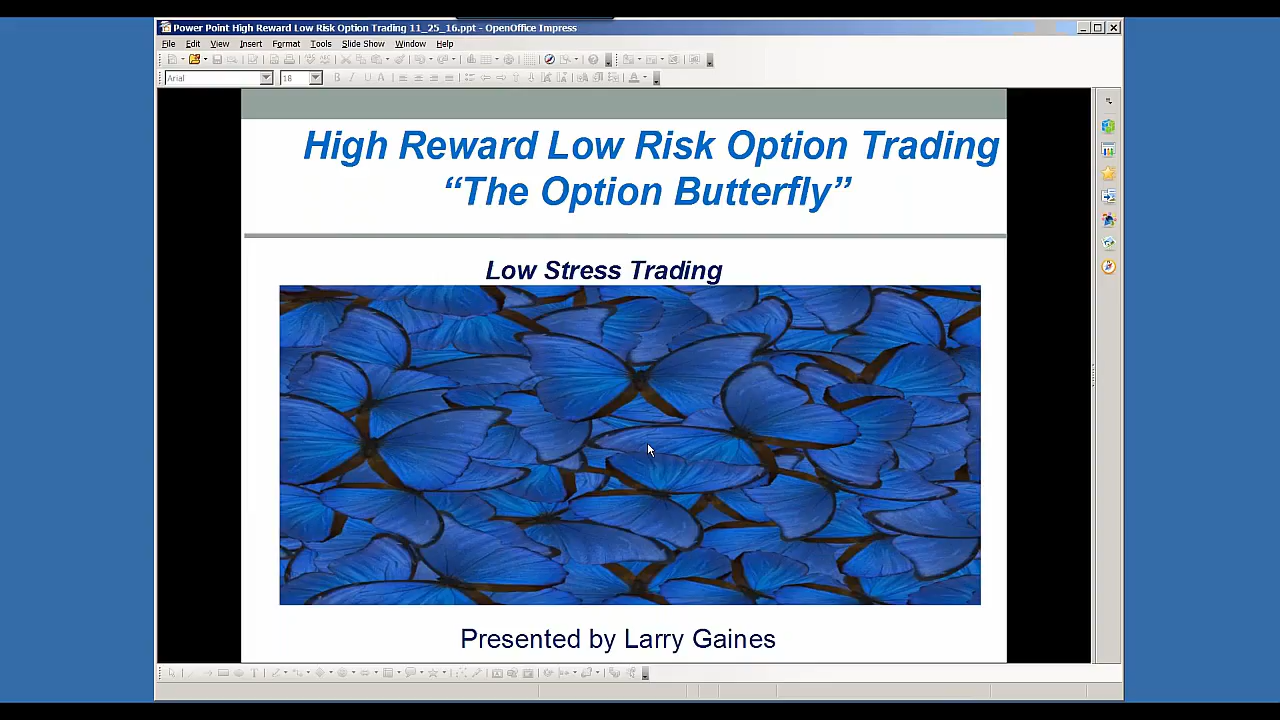 Power Point High Reward Low Risk Option Trading 11_25_16.ppt - OpenOffice Impress
File Edit View Insert Format Tools Slide Show Window Help
Arial 18
High Reward Low Risk Option Trading
“The Option Butterfly”
Low Stress Trading
Presented by Larry Gaines